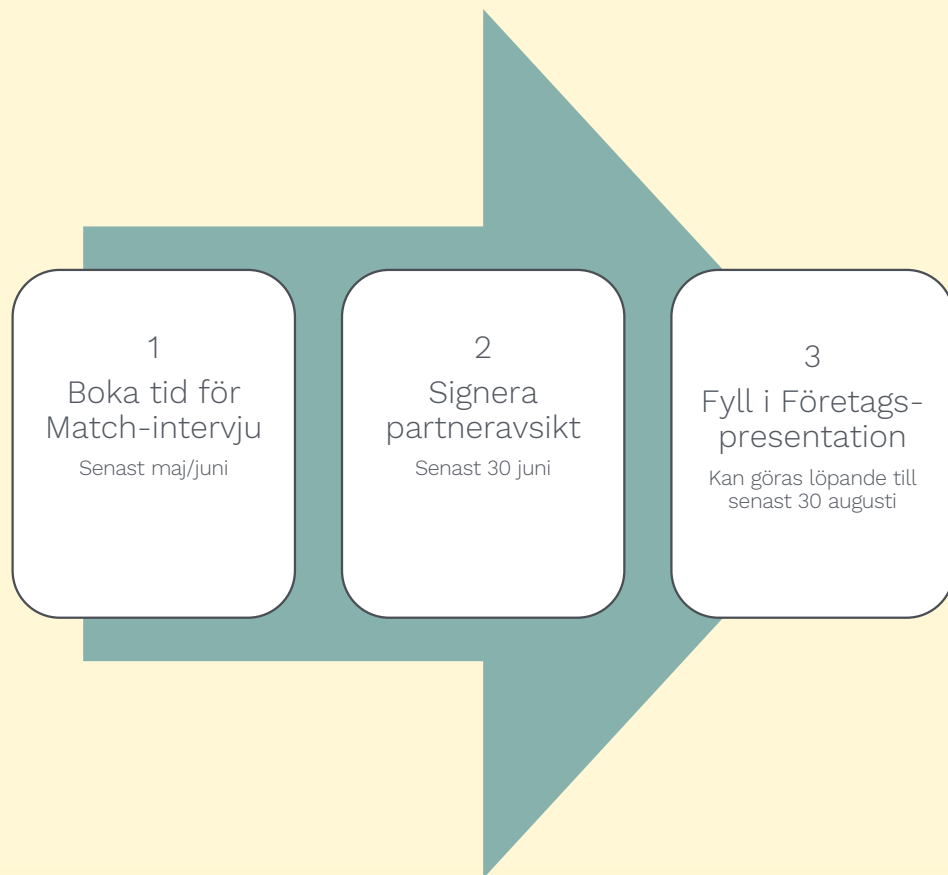 1
Boka tid för
Match-intervju
Senast maj/juni
2
Signera
partneravsikt
Senast 30 juni
3
Fyll i Företags-
presentation
Kan göras löpande till
senast 30 augusti